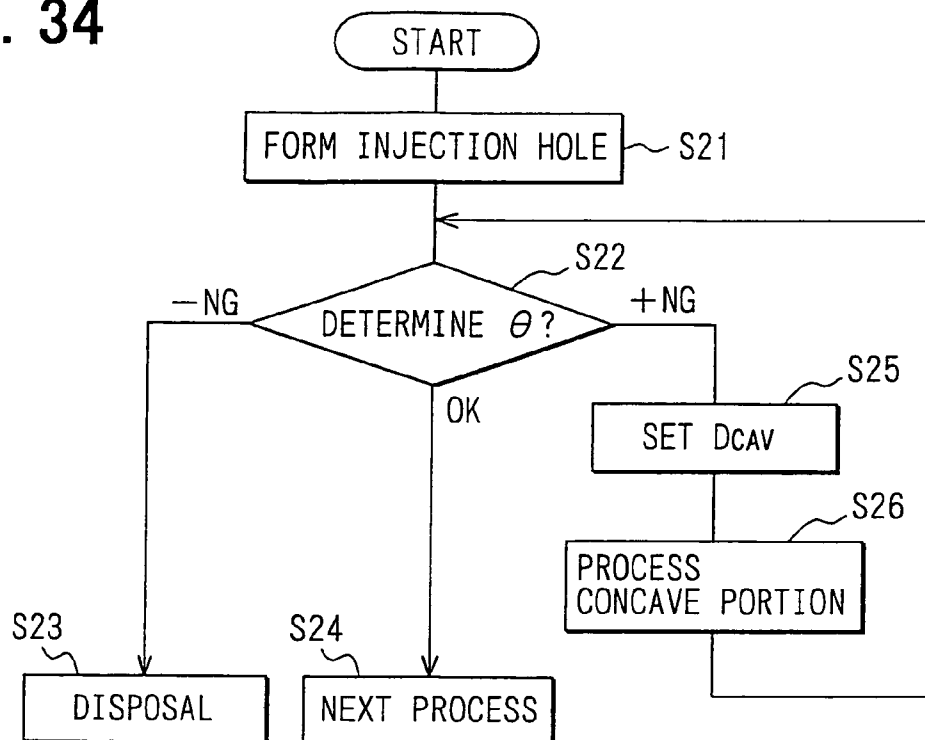 . 34
START
FORM INJECTION HOLE
S21
S22
DETERMINE θ?
−NG
+NG
OK
S25
SET DCAV
S26
PROCESS
CONCAVE PORTION
S23
DISPOSAL
S24
NEXT PROCESS